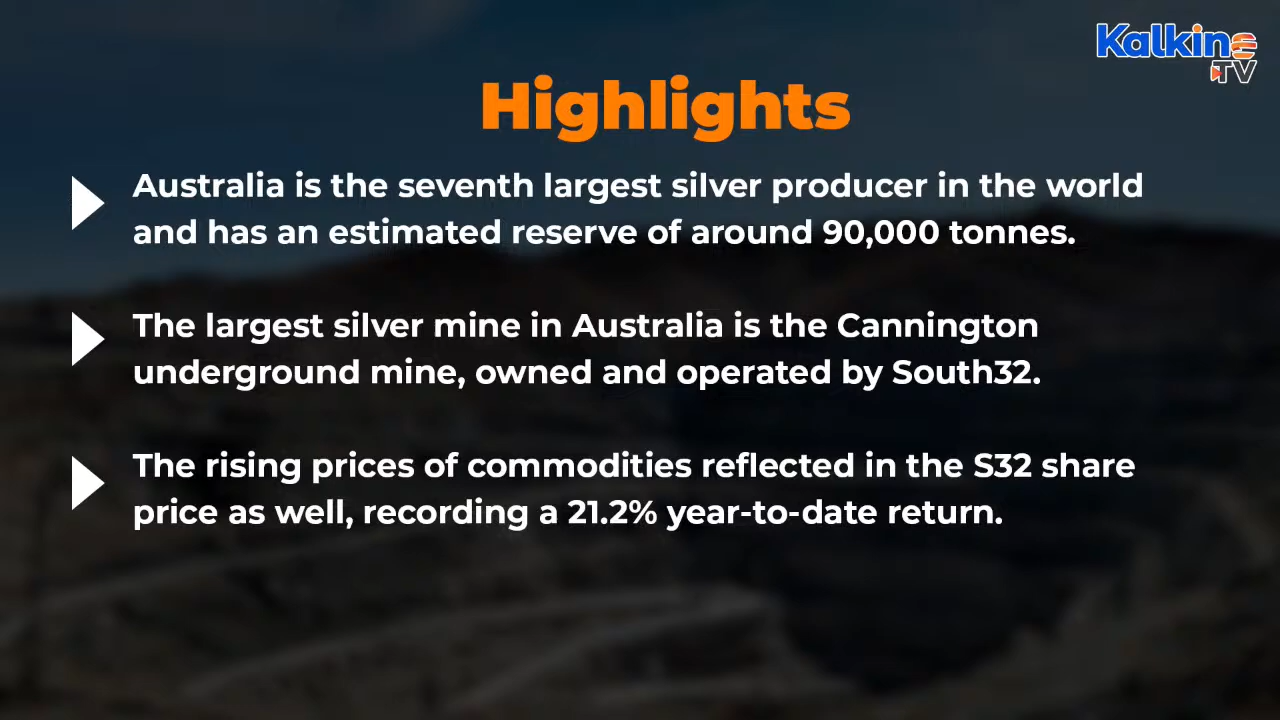 Kalkine
TV
Highlights
Australia is the seventh largest silver producer in the world
and has an estimated reserve of around 90,000 tonnes.
The largest silver mine in Australia is the Cannington
underground mine, owned and operated by South32.
The rising prices of commodities reflected in the S32 share
price as well, recording a 21.2% year-to-date return.